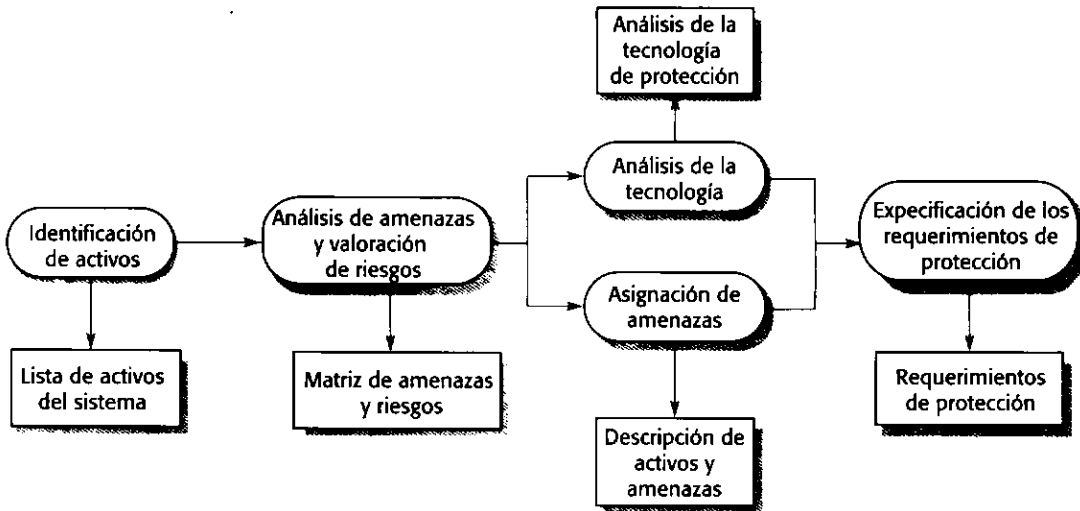 Análisis de la
tecnología
de protección
Análisis de la
tecnología
Identificación
de activos
Análisis de amenazas
y valoración
de riesgos
Expecificación de los
requerimientos de
protección
Asignación de
amenazas
Lista de activos
del sistema
Matriz de amenazas
y riesgos
Requerimientos
de protección
Descripción de
activos y
amenazas